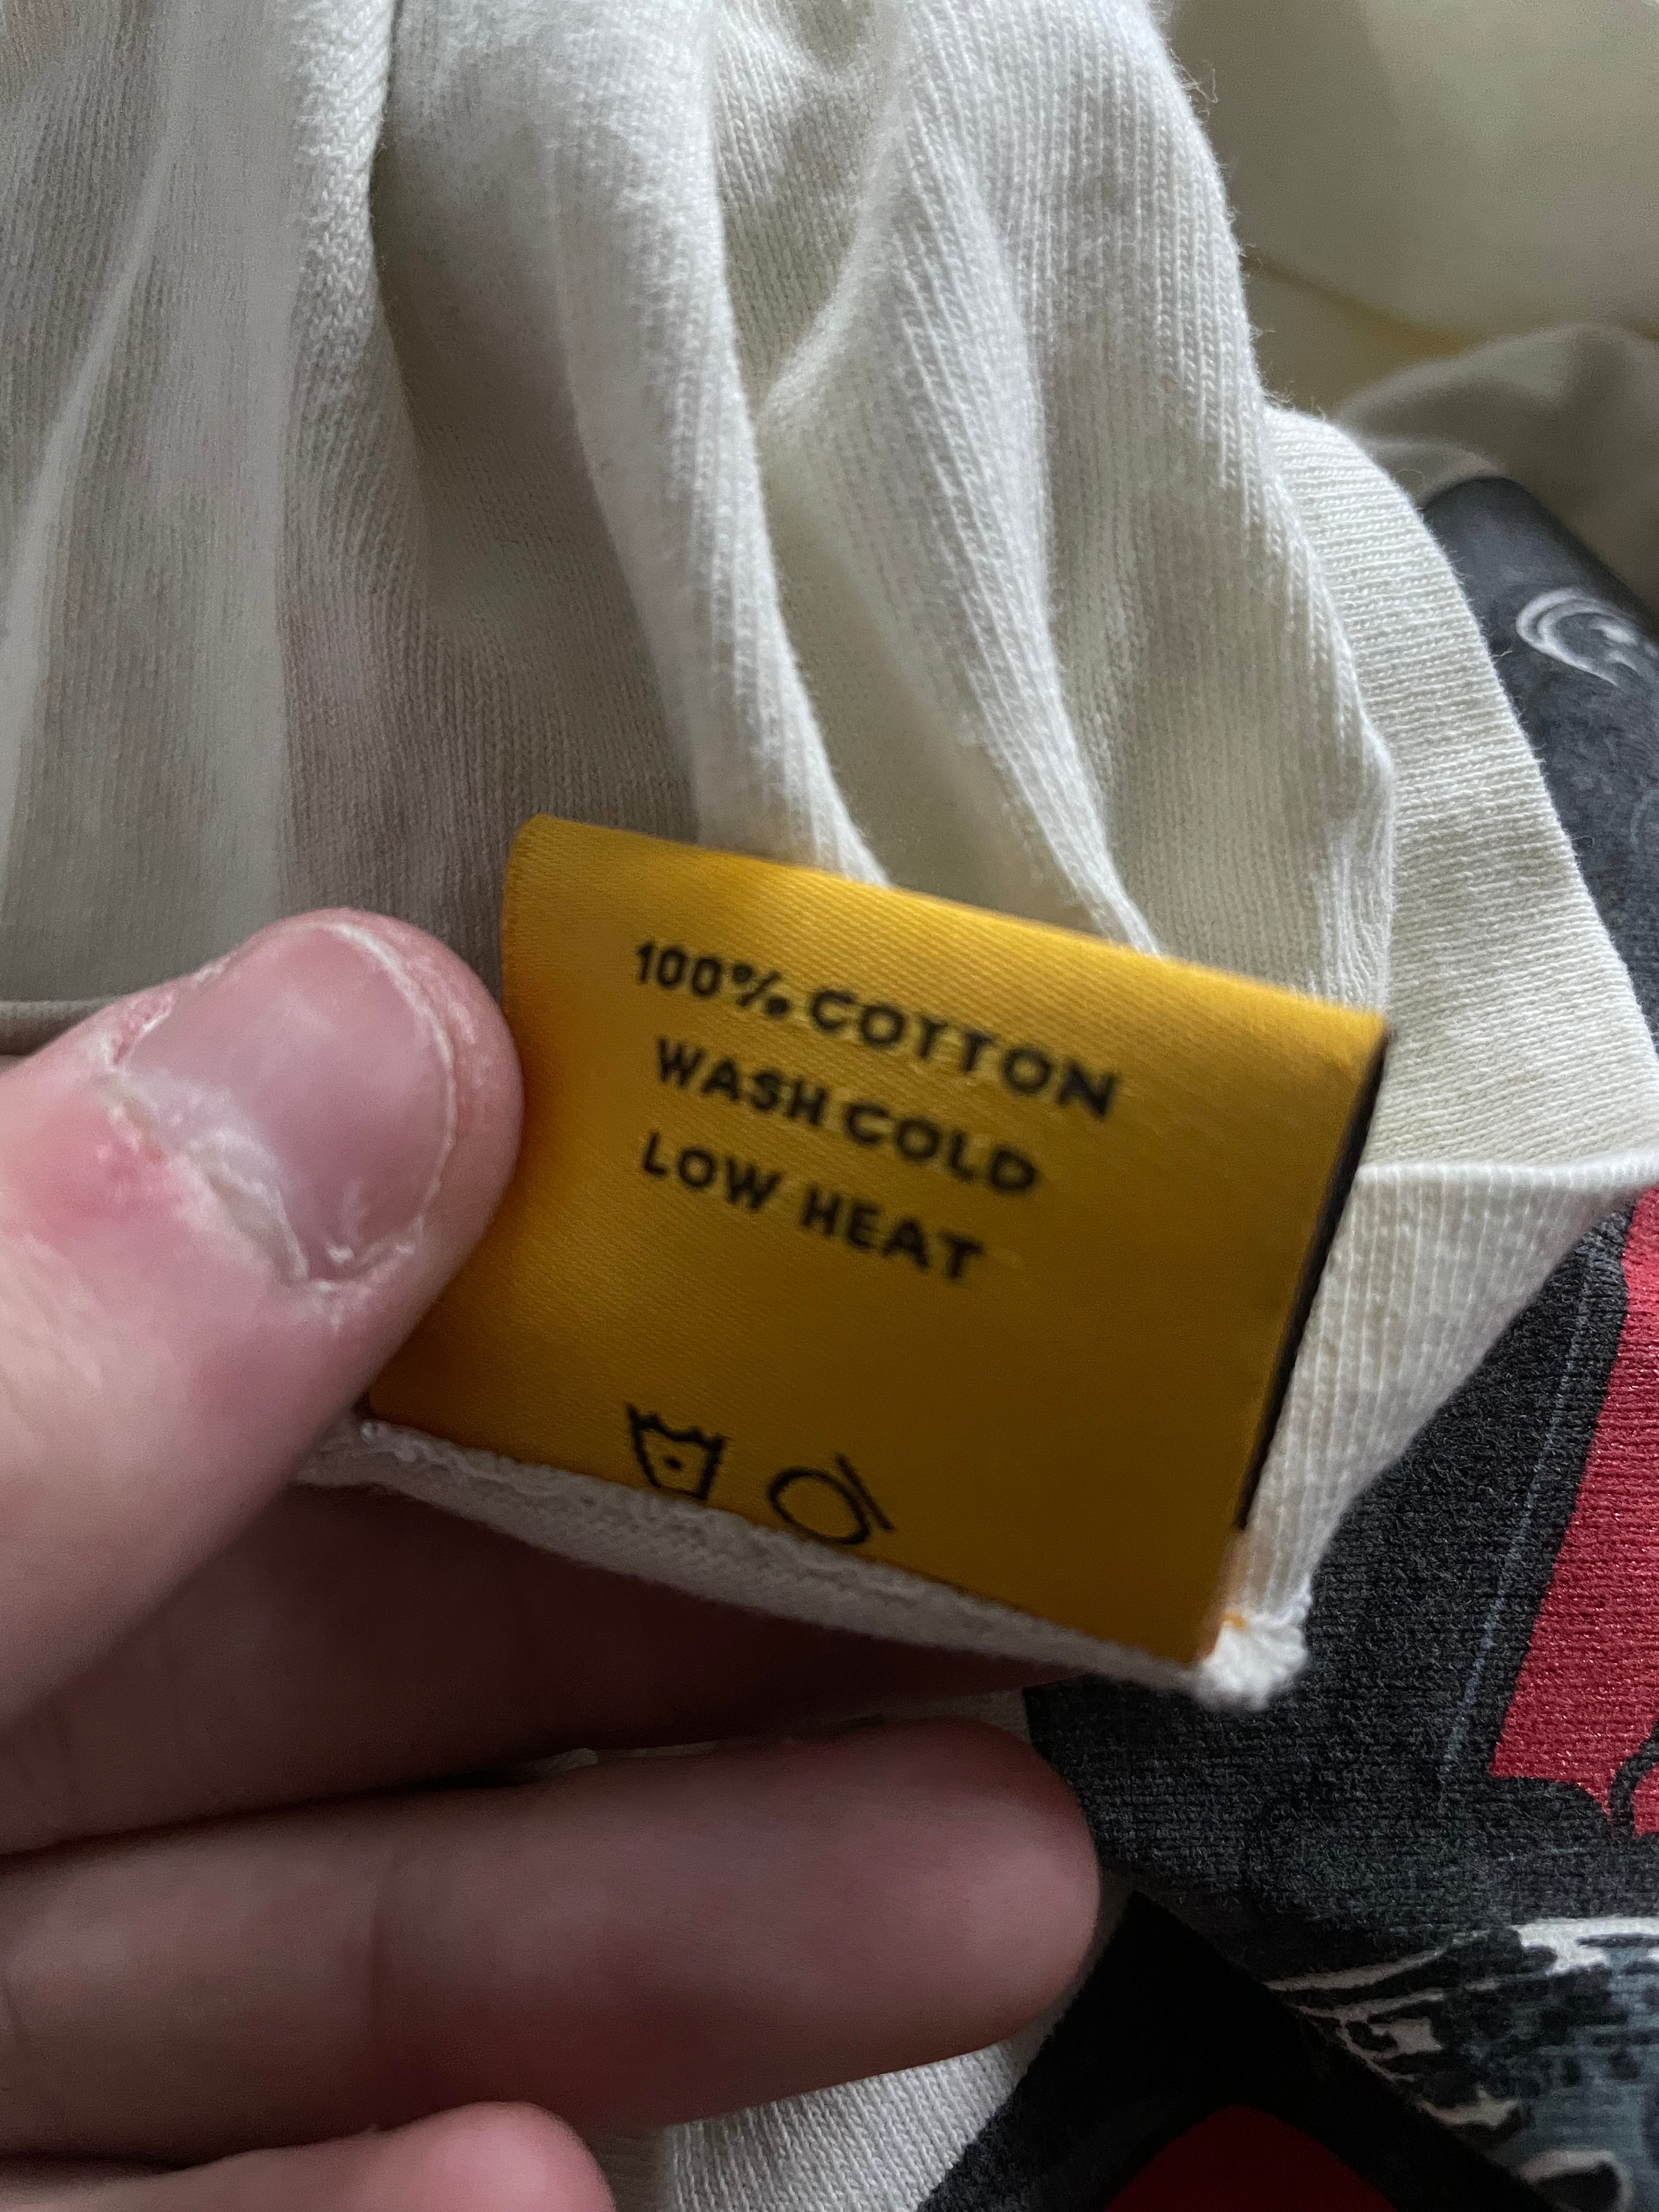 100% COTTON
WASH COLD
LOW HEAT